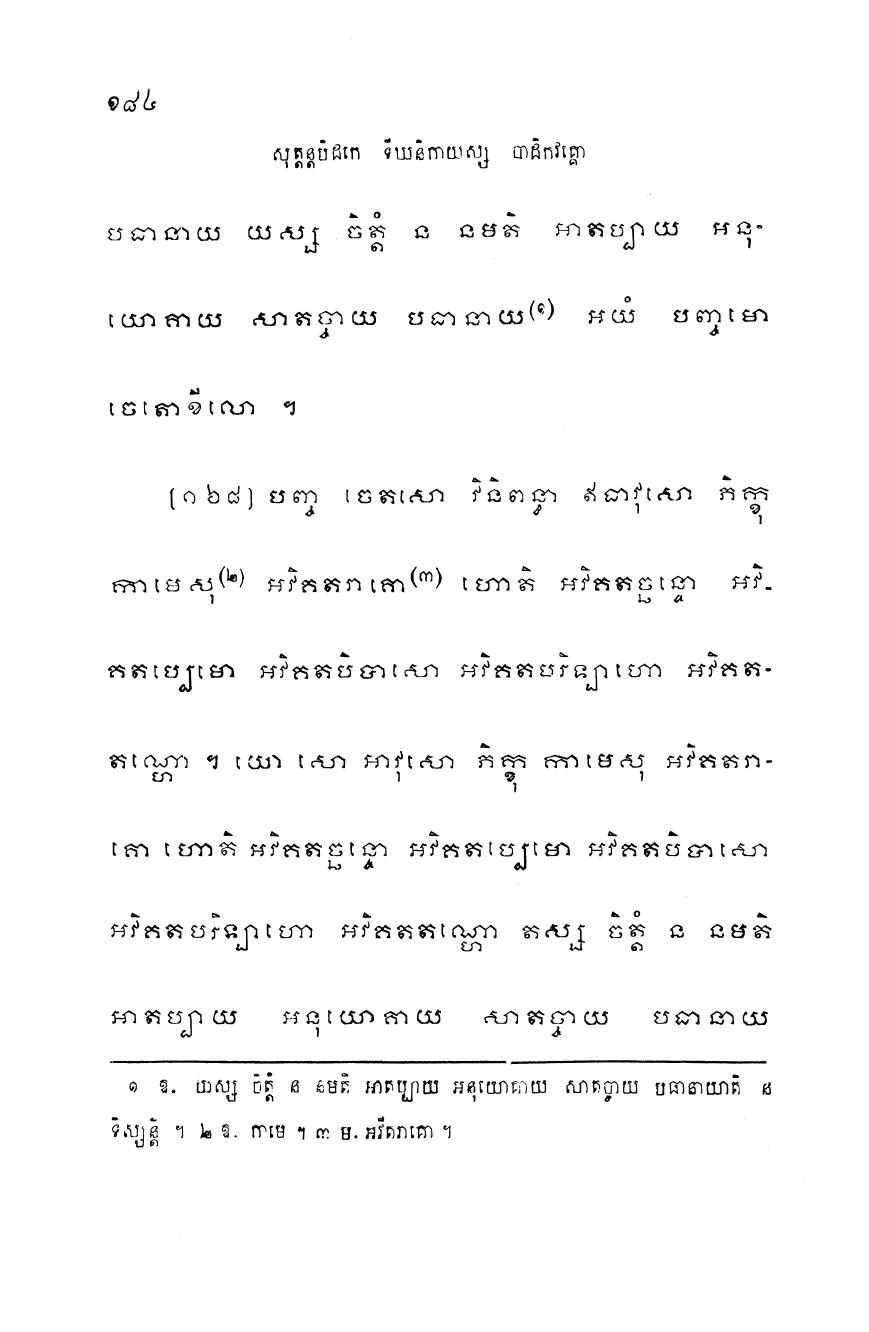 ១៨៤
សុត្តន្តបិដកេ ទីឃនិកាយស្ស បាដិកវគ្គោ
បធានាយ យស្ស ចិត្តំ ន នមតិ អាតប្បាយ អនុ-
យោគាយ សាតច្ចាយ បធានាយ(១) អយំ បញ្ចមោ
ចេតោខីលោ ។
[១៦៨] បញ្ច ចេតសោ វិនិពន្ធា ឥធាវុសោ ភិក្ខុ
កាមេសុ(២) អវិគតរាគោ(៣) ហោតិ អវិគតច្ឆន្ទោ អវិ-
គតប្បេមោ អវិគតបិបាសោ អវិគតបរិឡាហោ អវិគត-
តណ្ហោ ។ យោ សោ អាវុសោ ភិក្ខុ កាមេសុ អវិគតរា-
គោ ហោតិ អវិគតច្ឆន្ទោ អវិគតប្បេមោ អវិគតបិបាសោ
អវិគតបរិឡាហោ អវិគតតណ្ហោ តស្ស ចិត្តំ ន នមតិ
អាតប្បាយ អនុយោគាយ សាតច្ចាយ បធានាយ
១ ឱ. យស្ស ចិត្តំ ន នមតិ អាតប្បាយ អនុយោគាយ សាតច្ចាយ បធានាយាតិ ន
ទិស្សន្តិ ។ ២ ឱ. កាមេ ។ ៣ ម. អវីតរាគោ ។